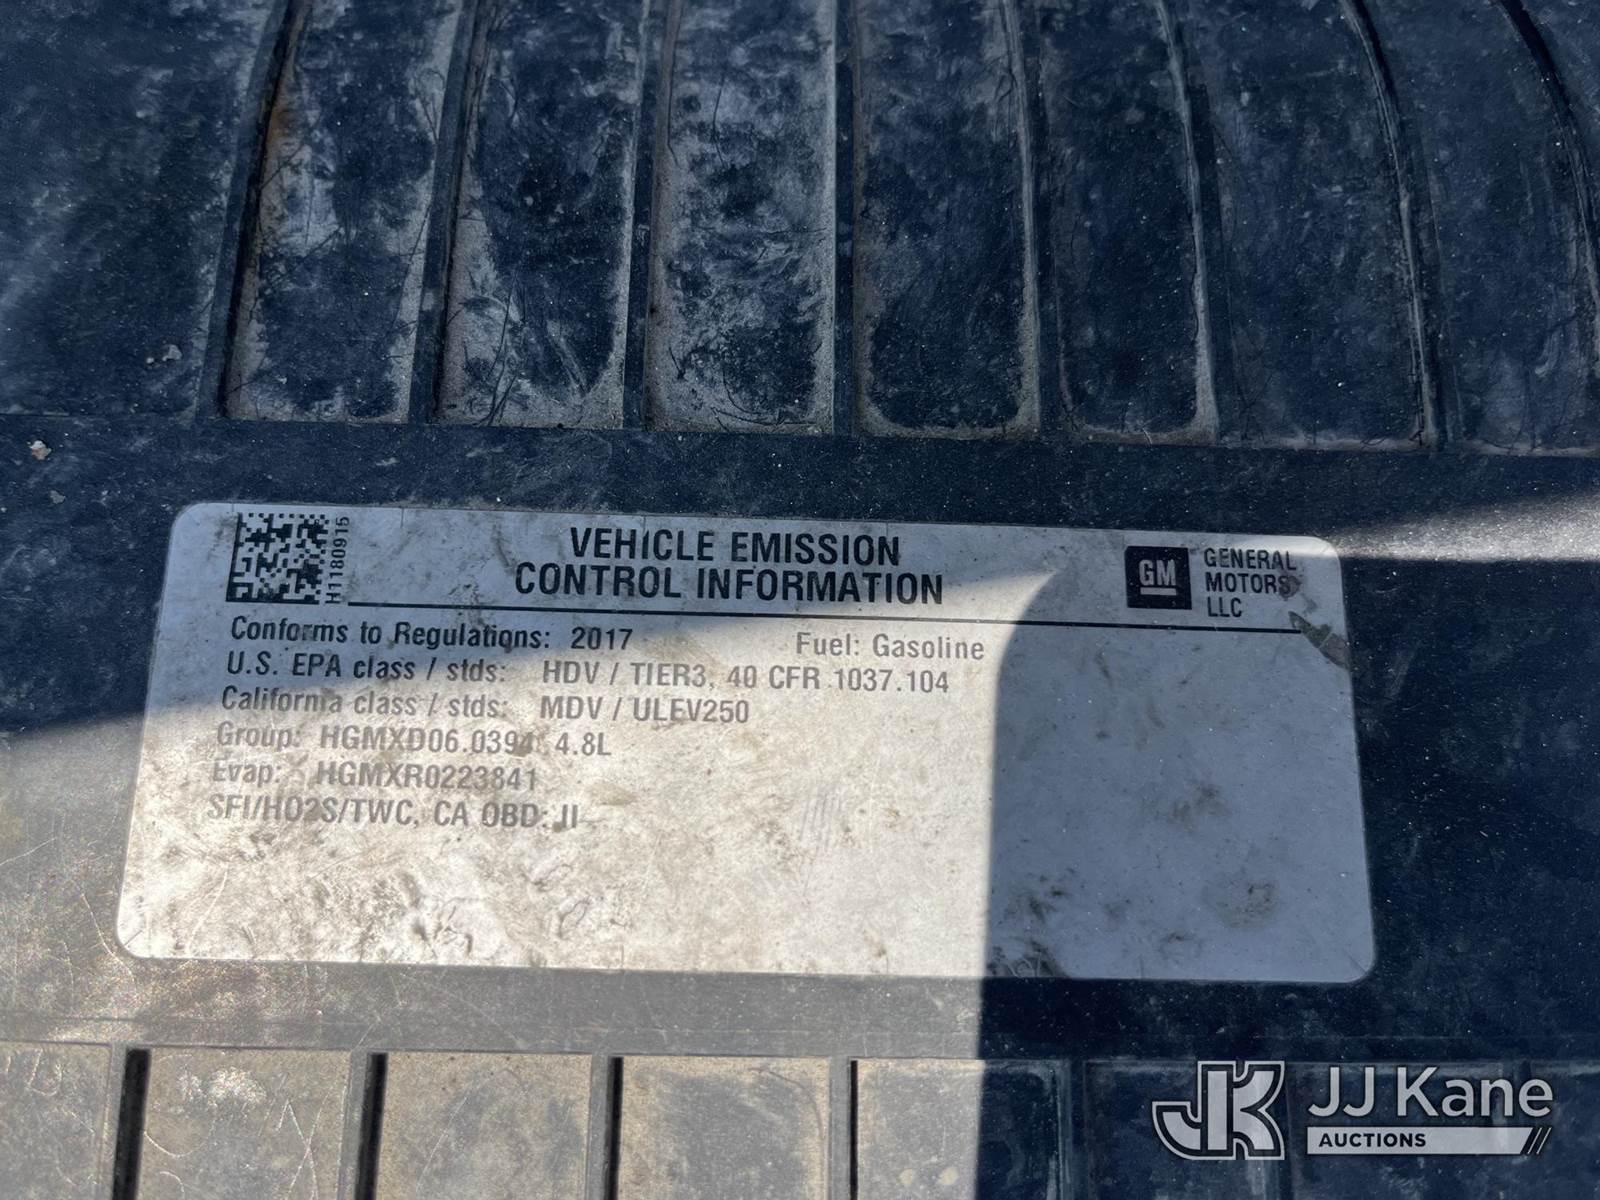 H1180915
VEHICLE EMISSION
CONTROL INFORMATION
GM
GENERAL
MOTORS
LLC
Conforms to Regulations: 2017 Fuel: Gasoline
U.S. EPA class / stds: HDV / TIER3, 40 CFR 1037.104
California class / stds: MDV / ULEV250
Group: HGMXD06.0394 4.8L
Evap: HGMXR0223841
SFI/HO2S/TWC, CA OBD: II
JK JJ Kane
AUCTIONS